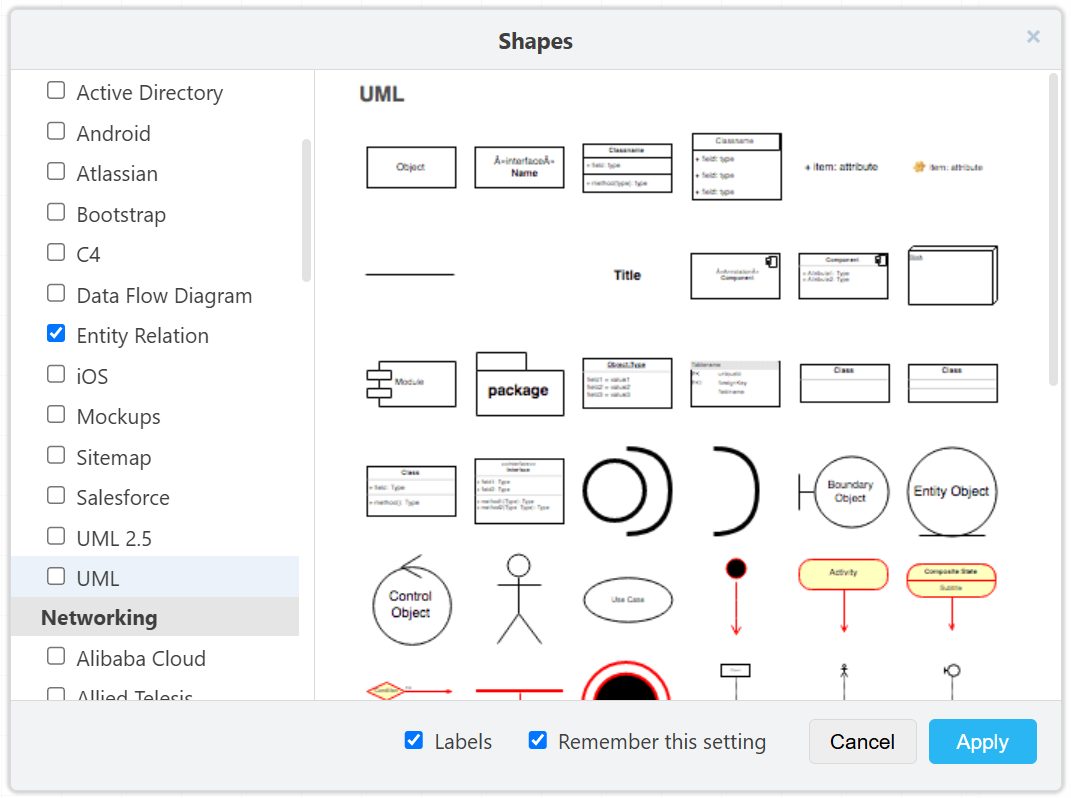 Shapes
Active Directory
Android
Atlassian
Bootstrap
C4
Data Flow Diagram
Entity Relation
iOS
Mockups
Sitemap
Salesforce
UML 2.5
UML
Networking
Alibaba Cloud
Allied Telesis
UML
Object
Â«interfaceÂ»
Name
Classname
+ field: type
+ method(type): type
Classname
+ field: type
+ field: type
+ field: type
+ item: attribute
item: attribute
Title
Component
Component
+ Attribute1: Type
+ Attribute2: Type
Block
Module
package
Object:Type
field1 = value1
field2 = value2
field3 = value3
Tablename
PK uniqueId
FK1 foreignKey
fieldname
Class
Class
Class
+ field: Type
+ method(): Type
Interface
+ field1: Type
+ field2: Type
+ method1(Type): Type
+ method2(Type, Type): Type
Boundary
Object
Entity Object
Control
Object
Use Case
Activity
Composite State
Subtitle
Condition
Labels
Remember this setting
Cancel
Apply